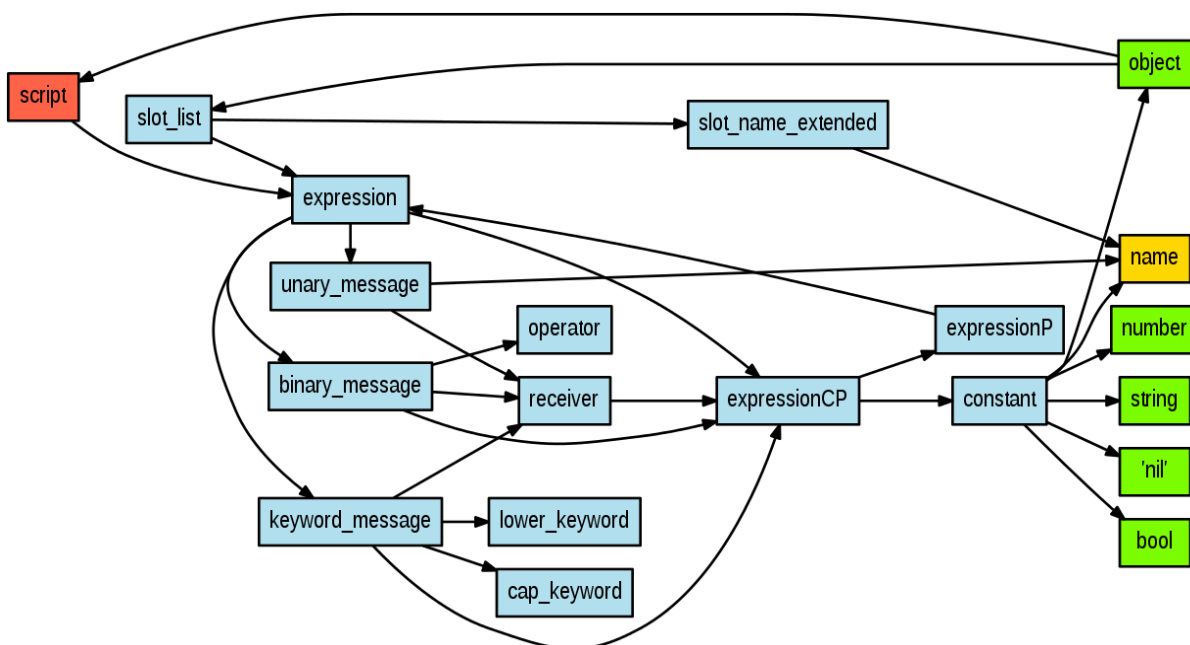 object
script
slot_list
slot_name_extended
expression
name
unary_message
operator
expressionP
number
binary_message
receiver
expressionCP
constant
string
'nil'
keyword_message
lower_keyword
bool
cap_keyword